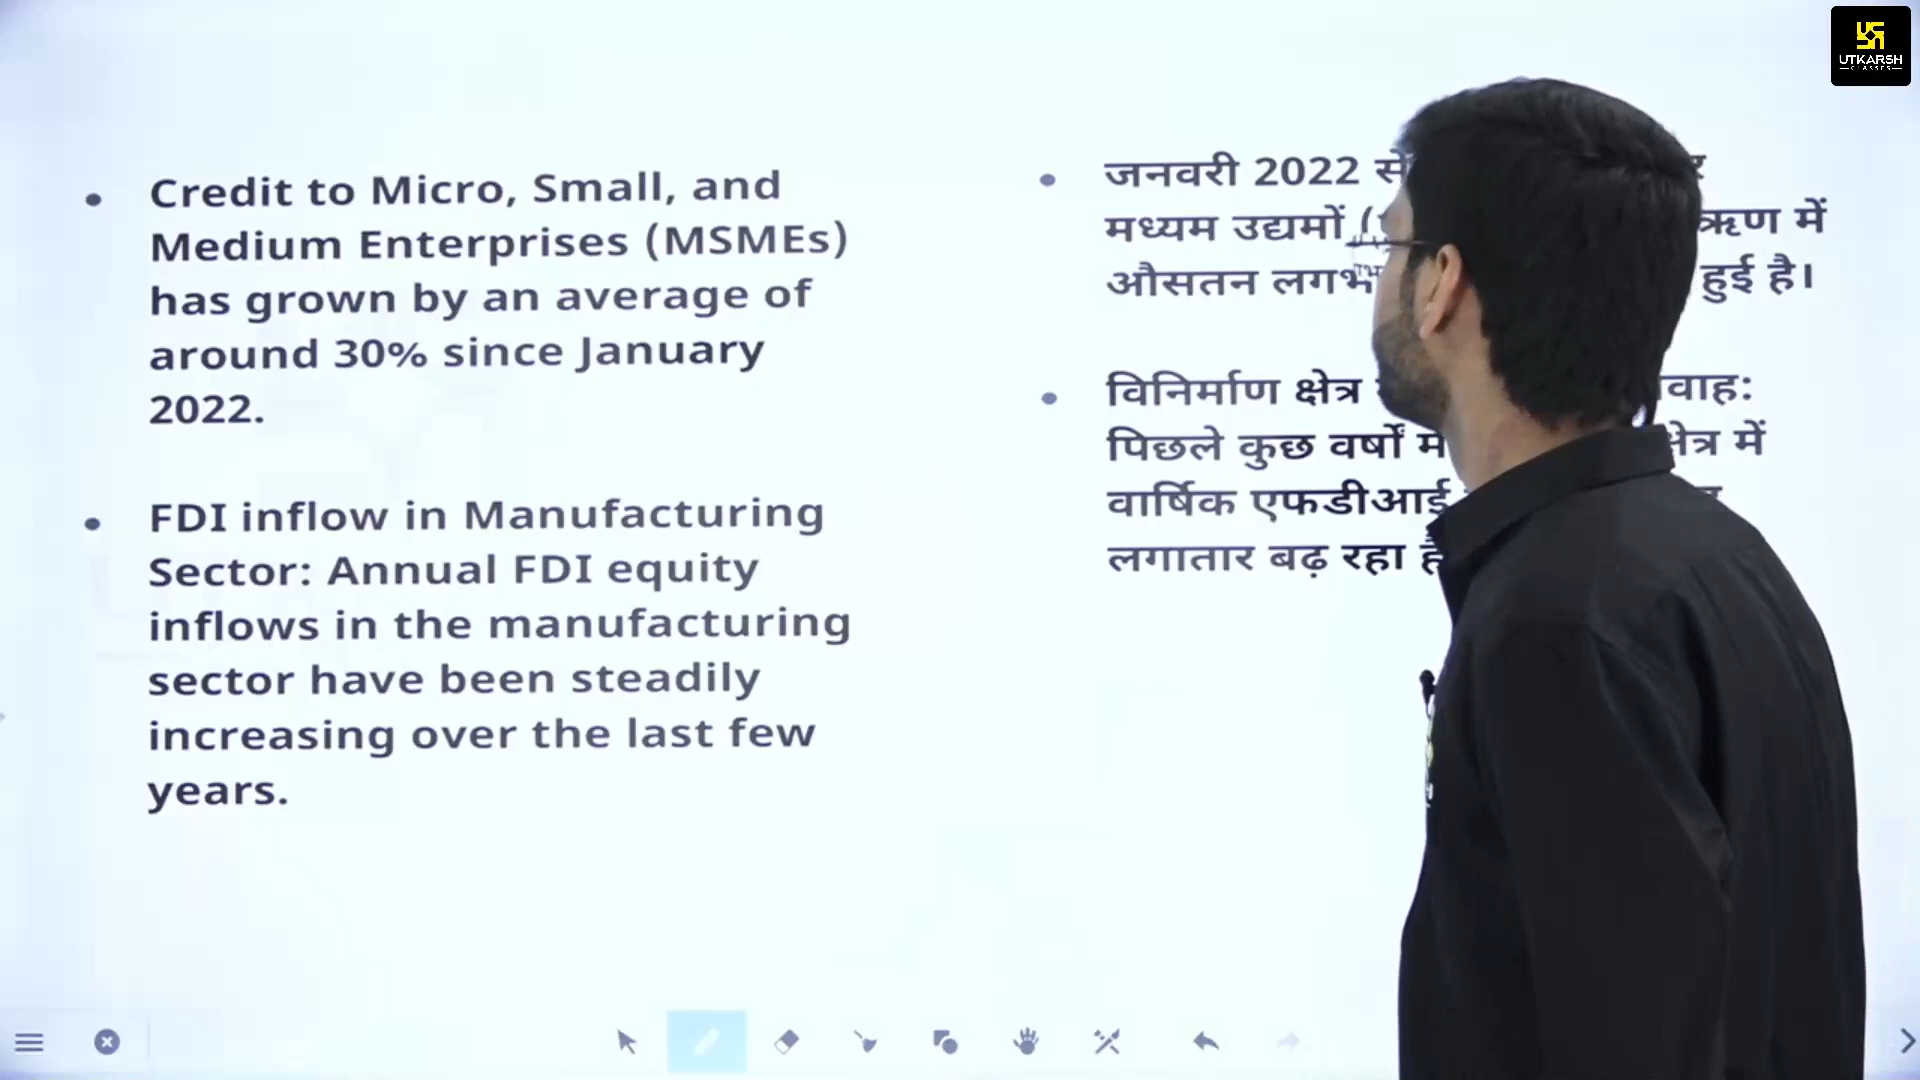 UTKARSH
CLASSES
Credit to Micro, Small, and
Medium Enterprises (MSMEs)
has grown by an average of
around 30% since January
2022.
FDI inflow in Manufacturing
Sector: Annual FDI equity
inflows in the manufacturing
sector have been steadily
increasing over the last few
years.
जनवरी 2022 से
मध्यम उद्यमों ( ऋण में
औसतन हुई है।
विनिर्माण क्षेत्र
पिछले कुछ वर्षों में
वार्षिक एफडीआई
लगातार बढ़ रहा